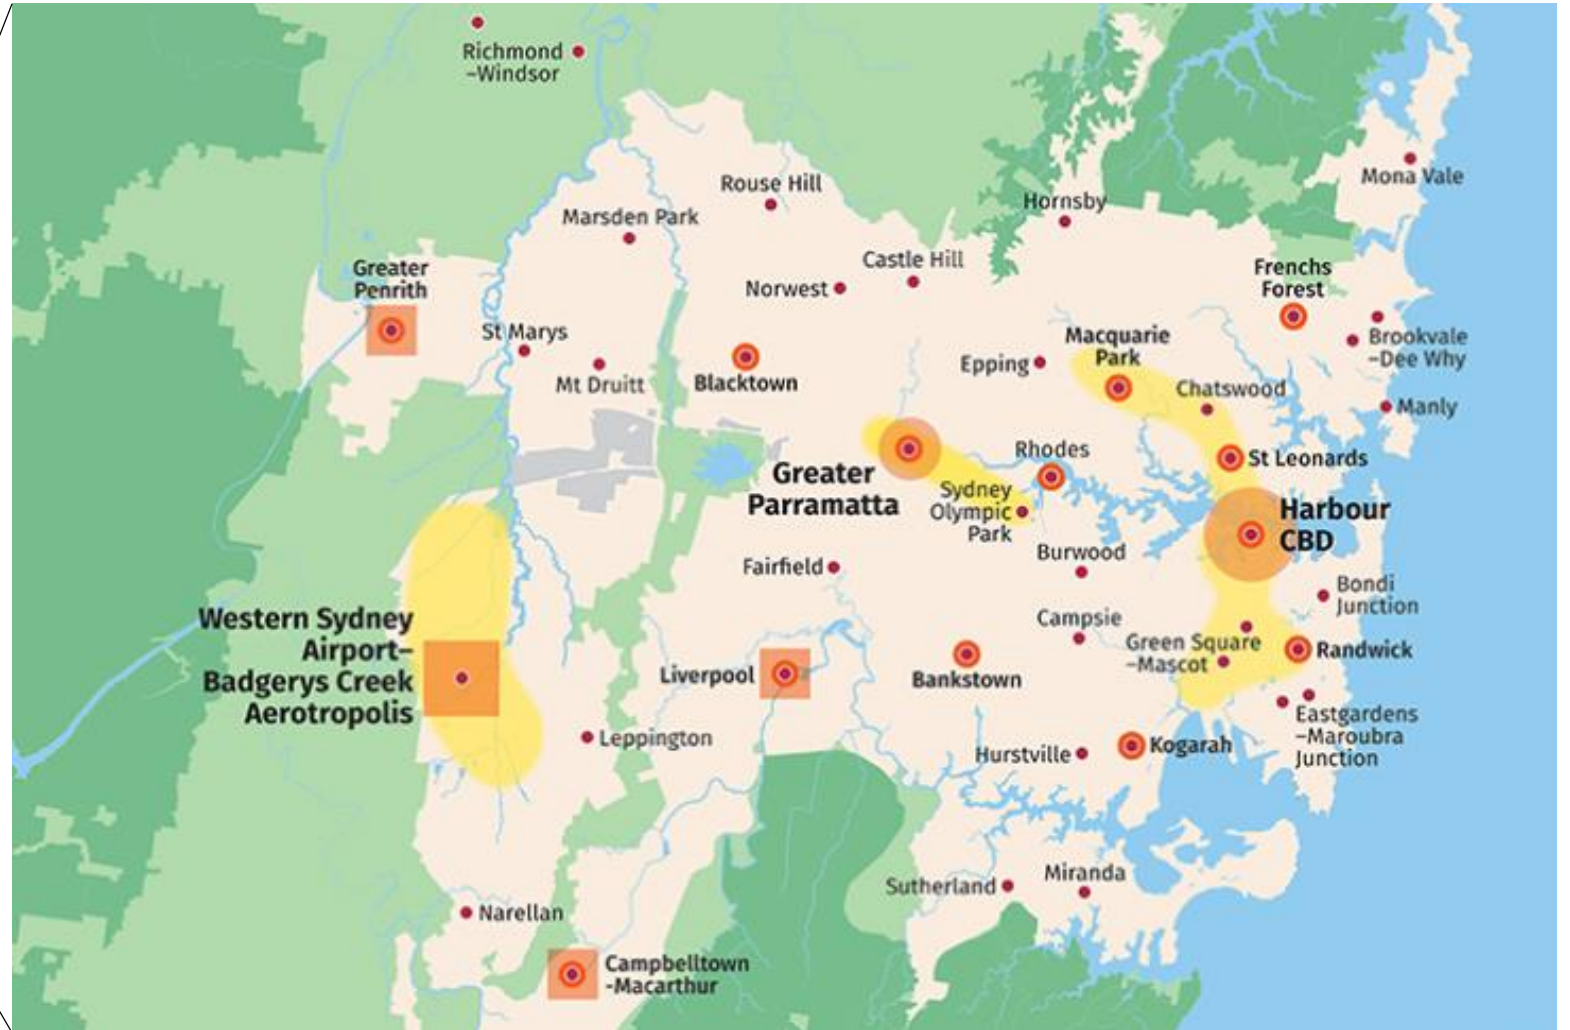 Richmond
–Windsor
Mona Vale
Rouse Hill
Hornsby
Marsden Park
Castle Hill
Greater
Penrith
Frenchs
Forest
Norwest
St Marys
Macquarie
Park
Brookvale
–Dee Why
Epping
Mt Druitt
Blacktown
Chatswood
Manly
Rhodes
St Leonards
Greater
Parramatta
Sydney
Olympic
Park
Harbour
CBD
Burwood
Fairfield
Bondi
Junction
Western Sydney
Airport–
Badgerys Creek
Aerotropolis
Campsie
Green Square
–Mascot
Randwick
Liverpool
Bankstown
Eastgardens
–Maroubra
Junction
Leppington
Hurstville
Kogarah
Sutherland
Miranda
Narellan
Campbelltown
-Macarthur